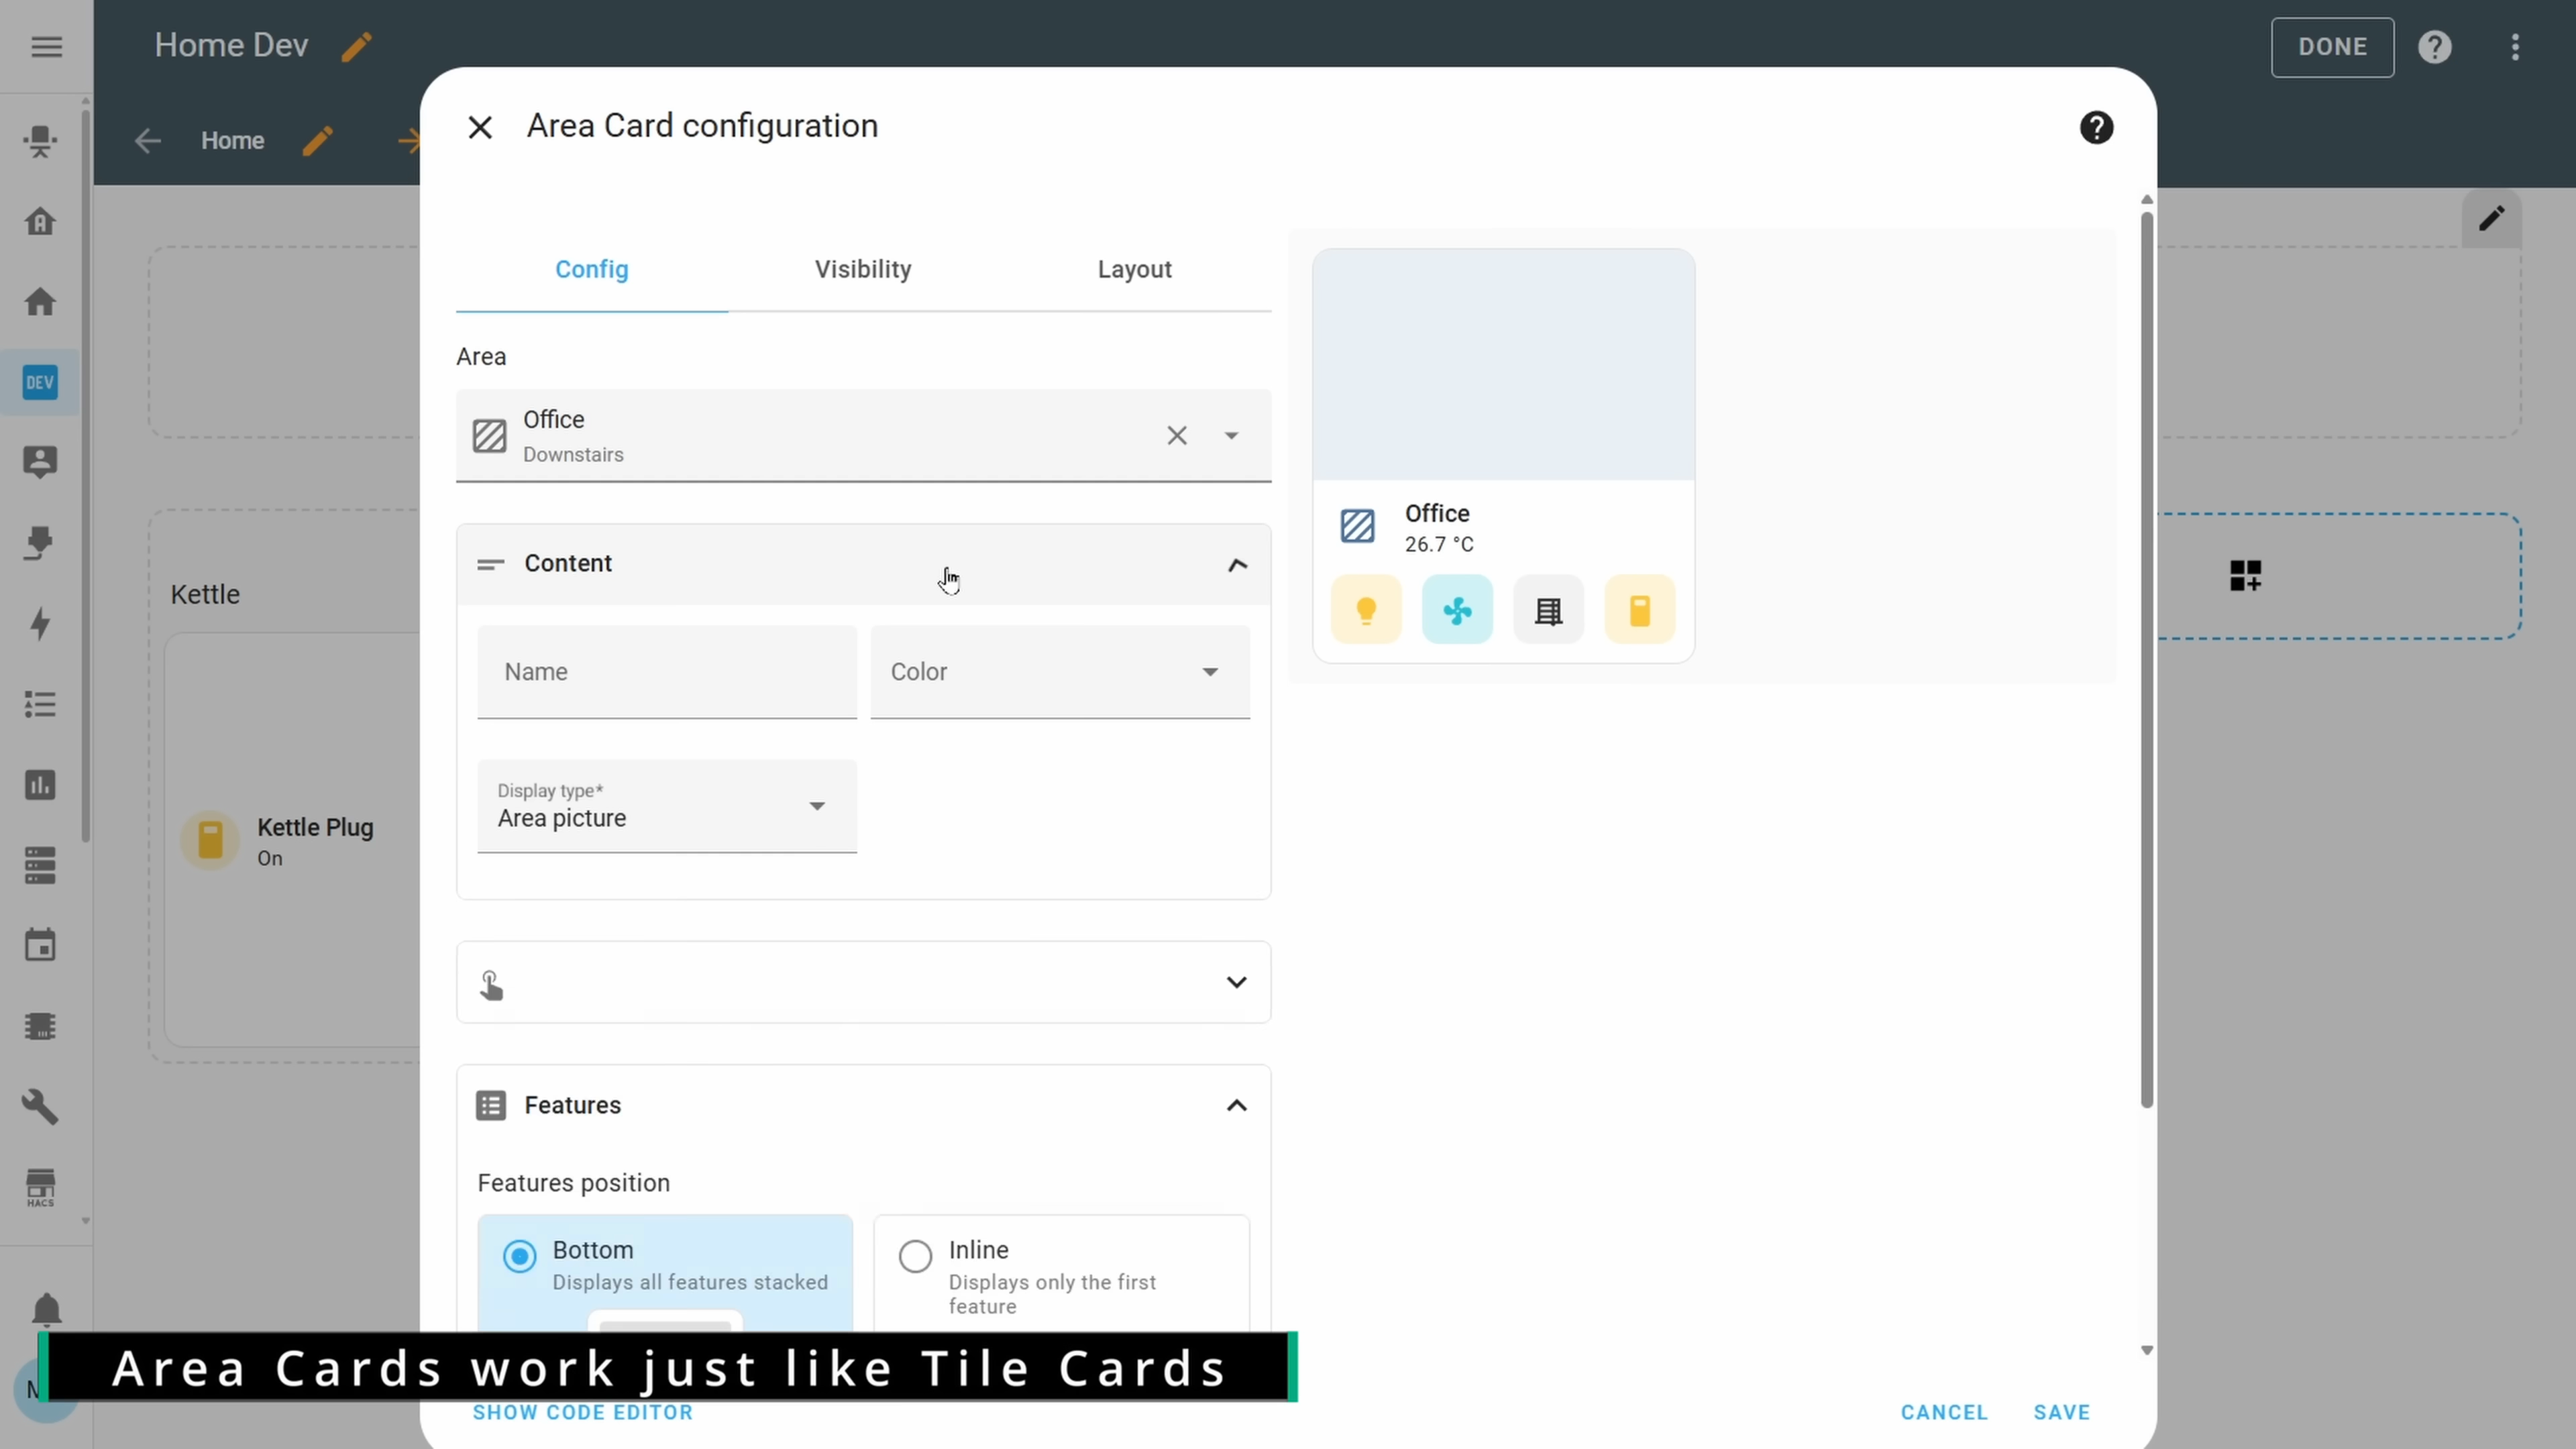 Home Dev
DONE
Home
Area Card configuration
Config
Visibility
Layout
Area
Office
Downstairs
Content
Name
Color
Display type*
Area picture
Features
Features position
Bottom
Displays all features stacked
Inline
Displays only the first
feature
Office
26.7 °C
DEV
Kettle
Kettle Plug
On
HACS
Area Cards work just like Tile Cards
SHOW CODE EDITOR
CANCEL
SAVE